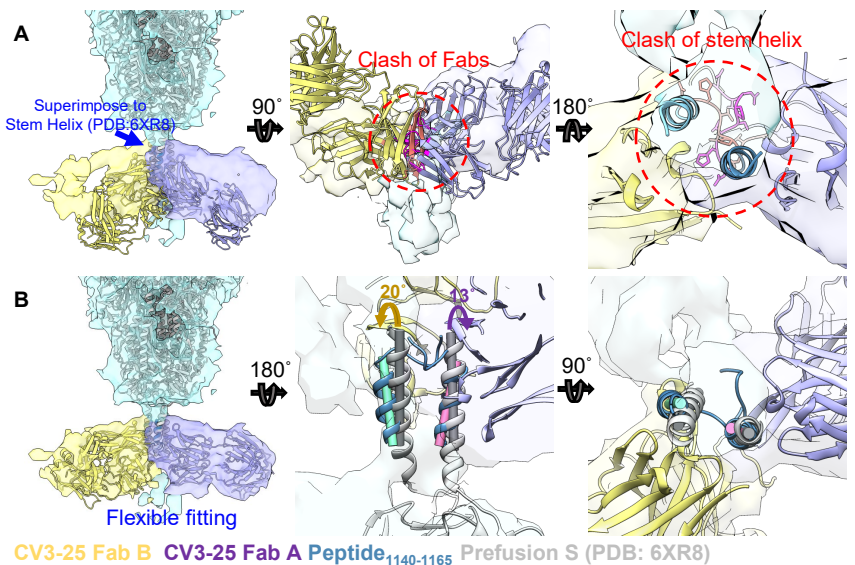 A
Superimpose to
Stem Helix (PDB:6XR8)
90°
Clash of Fabs
180°
Clash of stem helix
B
Flexible fitting
180°
20°
13°
90°
CV3-25 Fab B CV3-25 Fab A Peptide1140-1165 Prefusion S (PDB: 6XR8)